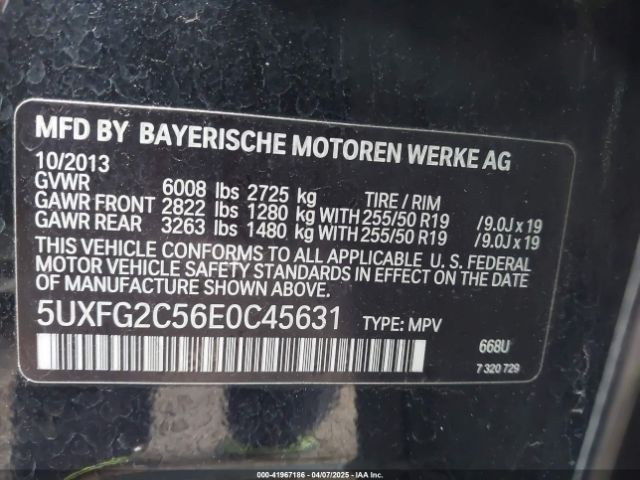 MFD BY BAYERISCHE MOTOREN WERKE AG
10/2013
GVWR 6008 lbs 2725 kg TIRE / RIM
GAWR FRONT 2822 lbs 1280 kg WITH 255/50 R19 /9.0J x 19
GAWR REAR 3263 lbs 1480 kg WITH 255/50 R19 /9.0J x 19
THIS VEHICLE CONFORMS TO ALL APPLICABLE U. S. FEDERAL
MOTOR VEHICLE SAFETY STANDARDS IN EFFECT ON THE DATE
OF MANUFACTURE SHOWN ABOVE.
5UXFG2C56E0C45631 TYPE: MPV
668U
7 320 729
000-41967186 - 04/07/2025 - IAA Inc.